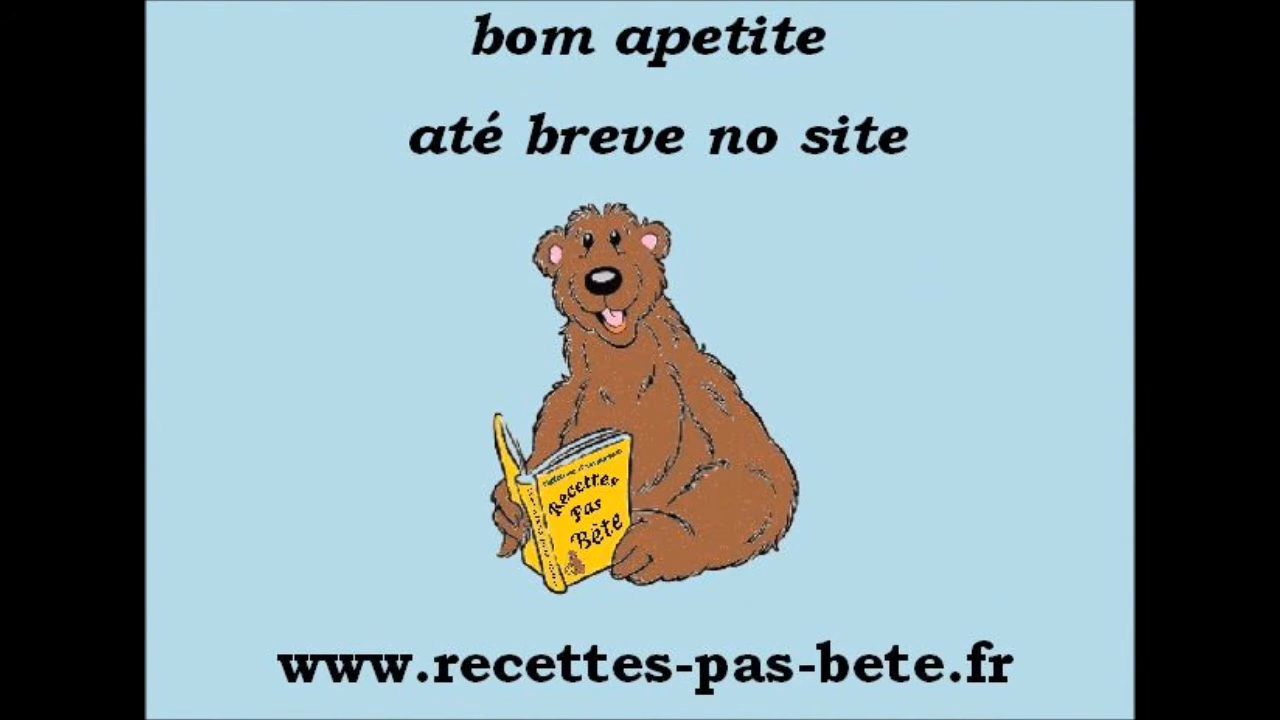 bom apetite
até breve no site
Recettes
Pas
Bête
www.recettes-pas-bete.fr